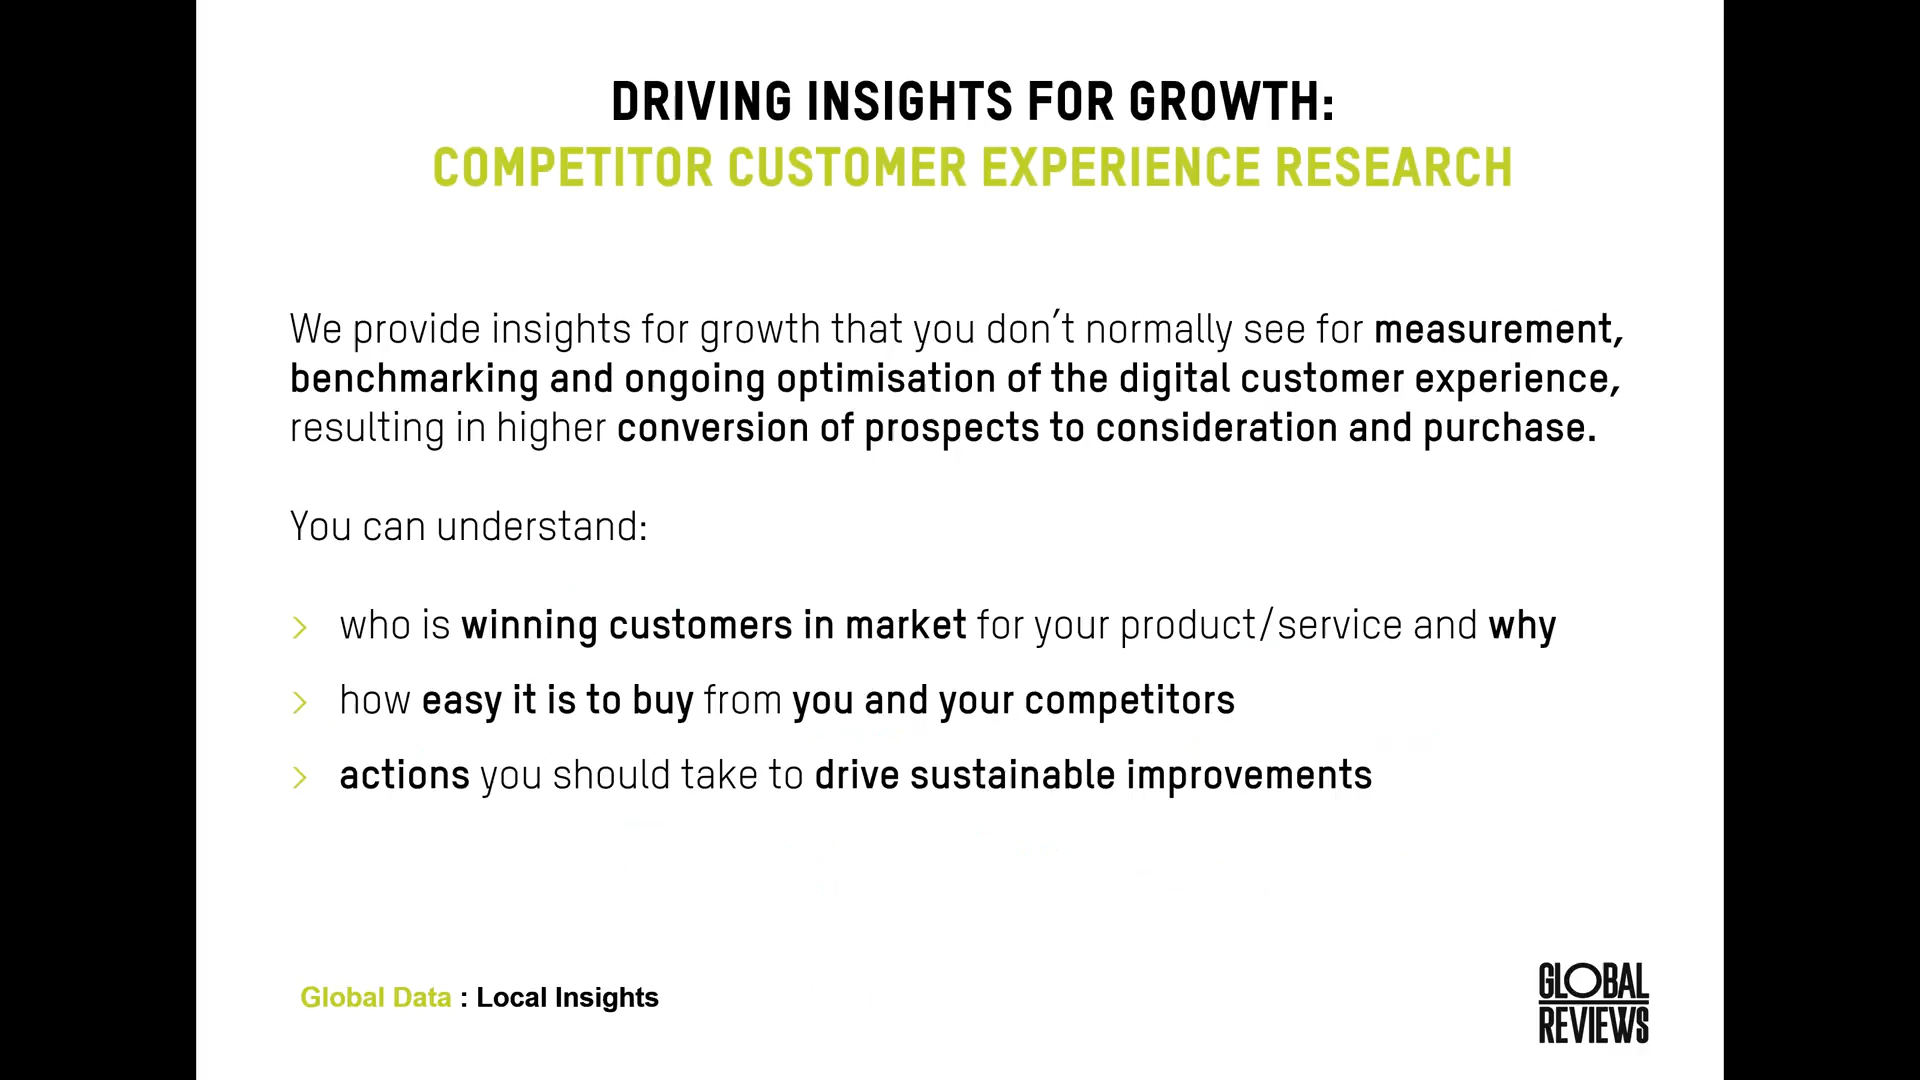 DRIVING INSIGHTS FOR GROWTH:
COMPETITOR CUSTOMER EXPERIENCE RESEARCH
We provide insights for growth that you don't normally see for measurement,
benchmarking and ongoing optimisation of the digital customer experience,
resulting in higher conversion of prospects to consideration and purchase.
You can understand:
> who is winning customers in market for your product/service and why
> how easy it is to buy from you and your competitors
> actions you should take to drive sustainable improvements
Global Data : Local Insights
GLOBAL
REVIEWS